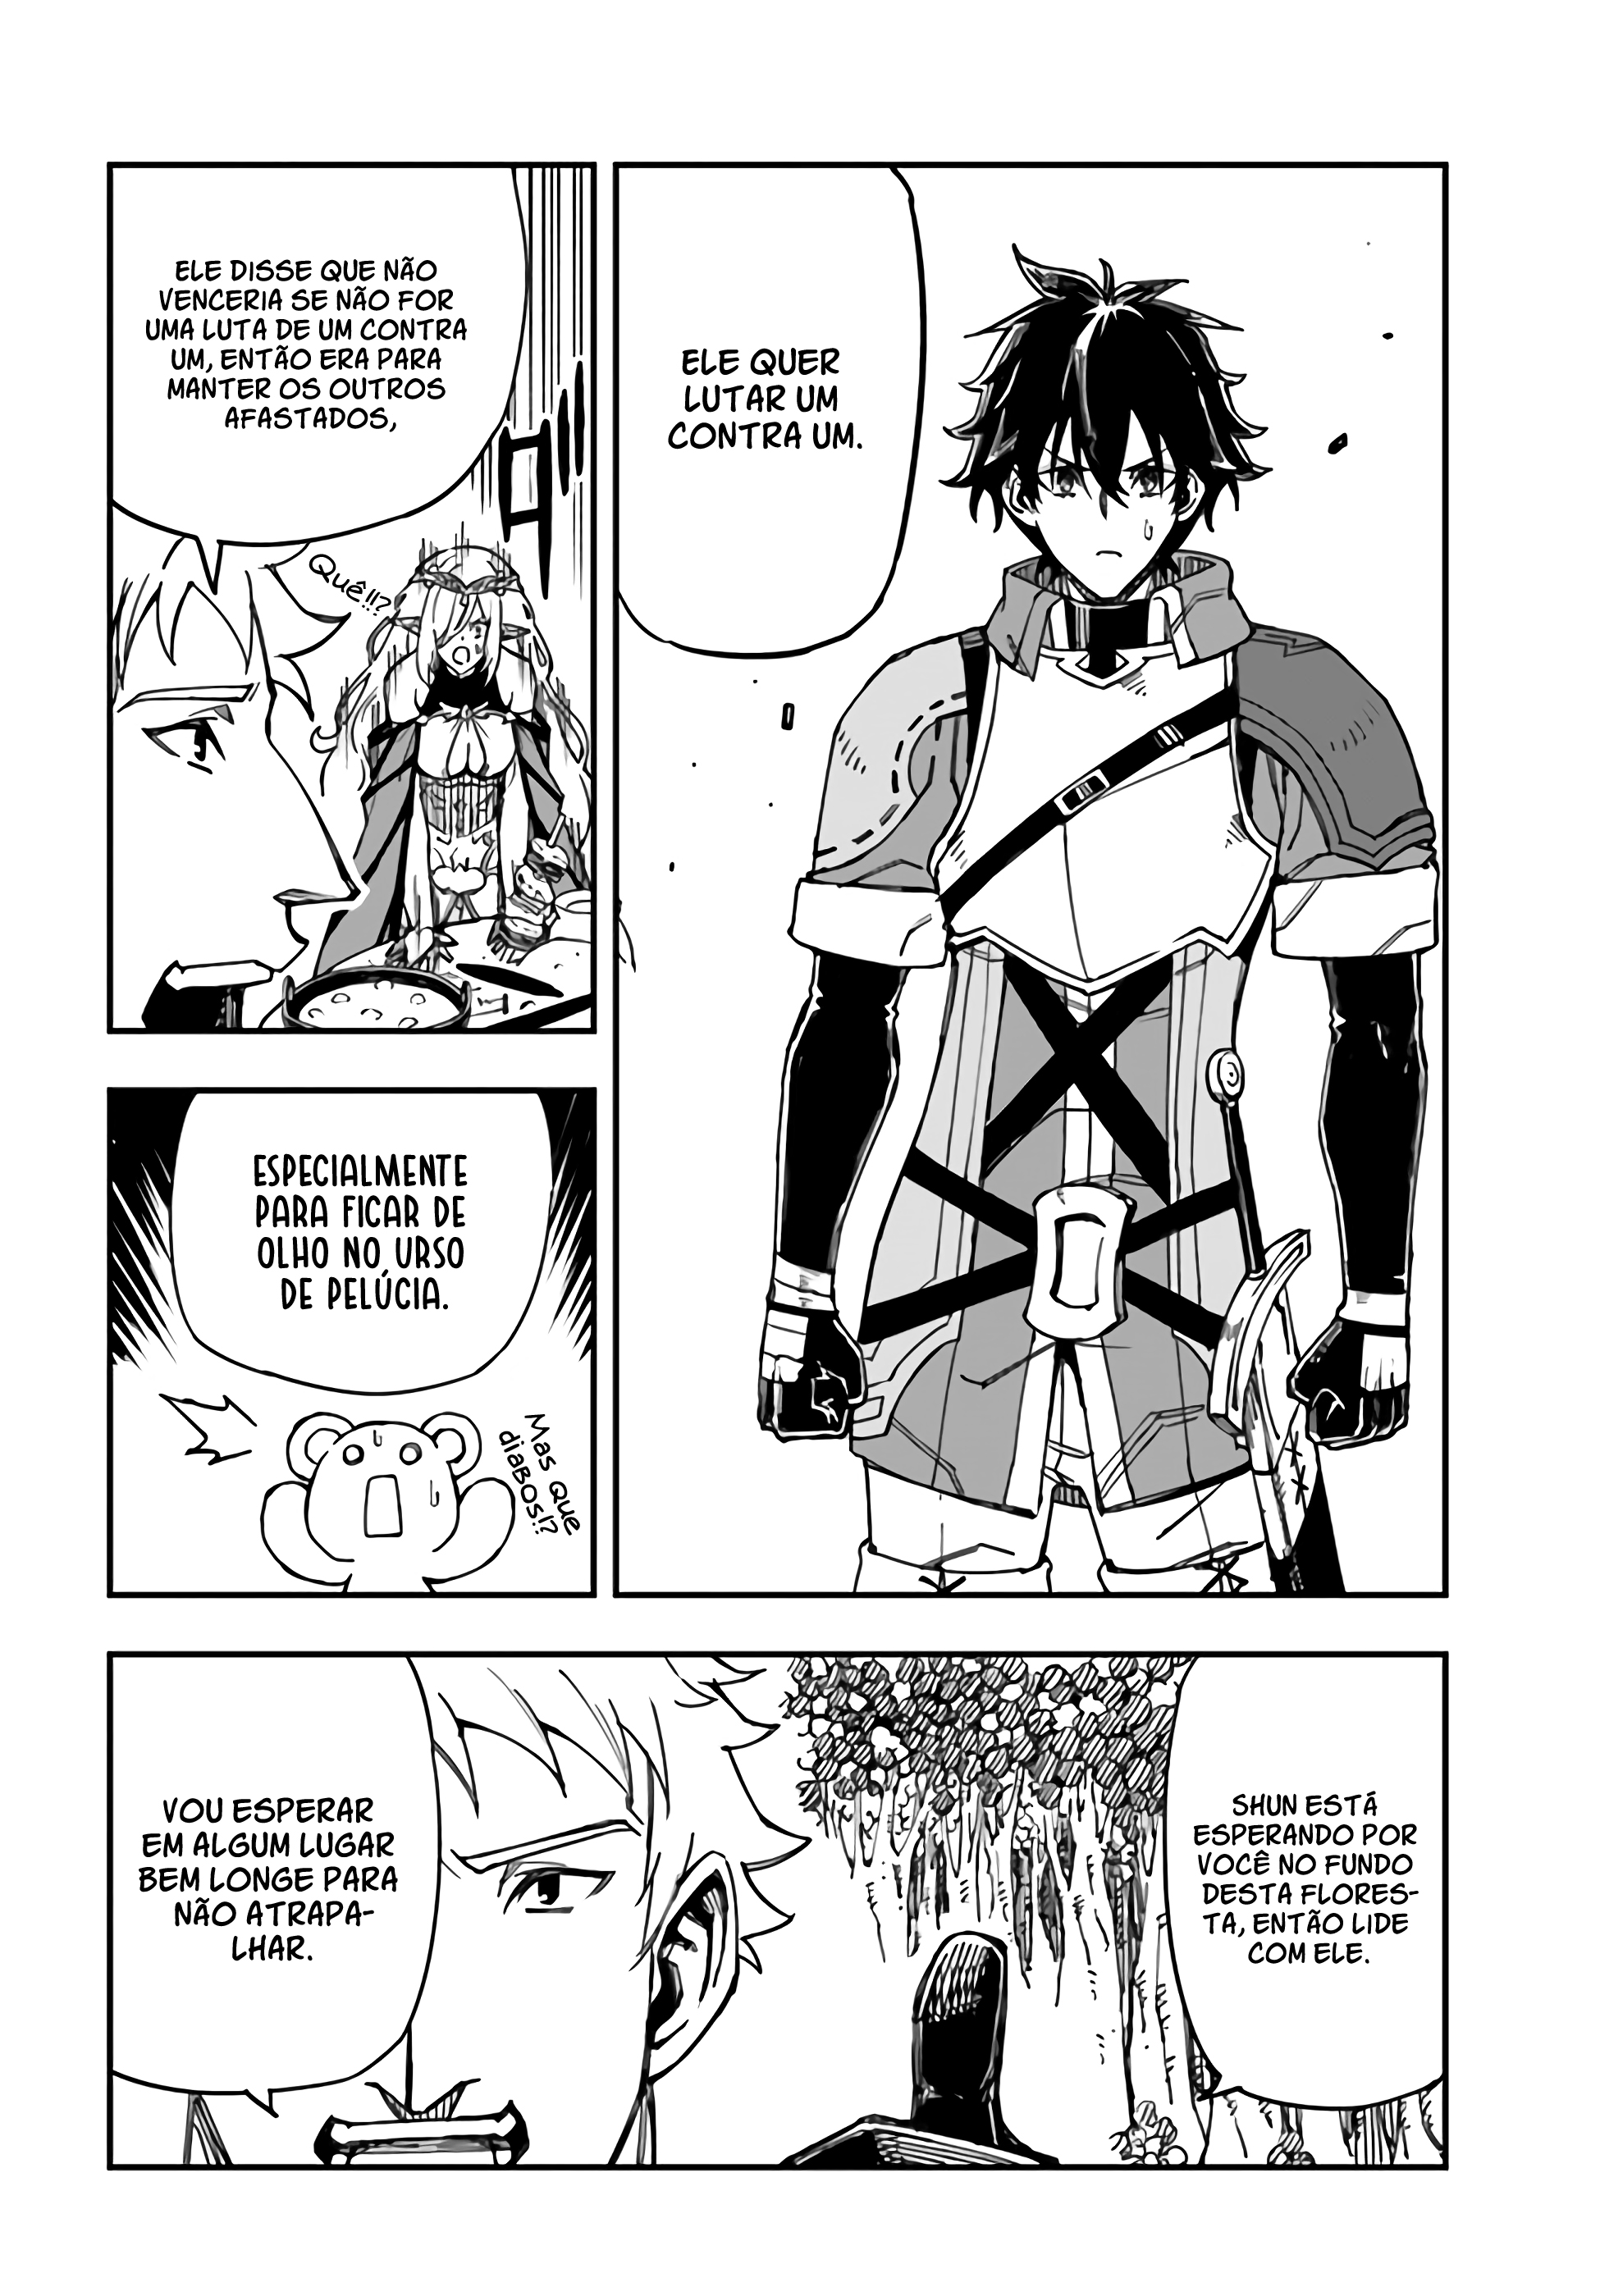 ELE QUER
LUTAR UM
CONTRA UM.
ELE DISSE QUE NÃO
VENCERIA SE NÃO FOR
UMA LUTA DE UM CONTRA
UM, ENTÃO ERA PARA
MANTER OS OUTROS
AFASTADOS,
Quê!!?
ESPECIALMENTE
PARA FICAR DE
OLHO NO URSO
DE PELÚCIA.
Mas que
diabos!?
SHUN ESTÁ
ESPERANDO POR
VOCÊ NO FUNDO
DESTA FLORES-
TA, ENTÃO LIDE
COM ELE.
VOU ESPERAR
EM ALGUM LUGAR
BEM LONGE PARA
NÃO ATRAPA-
LHAR.